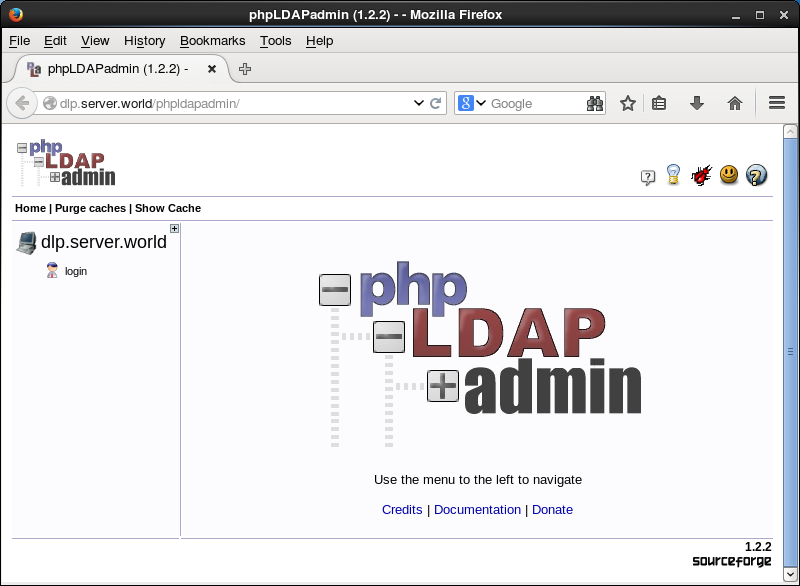 phpLDAPadmin (1.2.2) - - Mozilla Firefox
File Edit View History Bookmarks Tools Help
phpLDAPadmin (1.2.2) -
dlp.server.world/phpldapadmin/
8 Google
php
LDAP
admin
Home | Purge caches | Show Cache
dlp.server.world
login
php
LDAP
admin
Use the menu to the left to navigate
Credits | Documentation | Donate
1.2.2
sourceforge